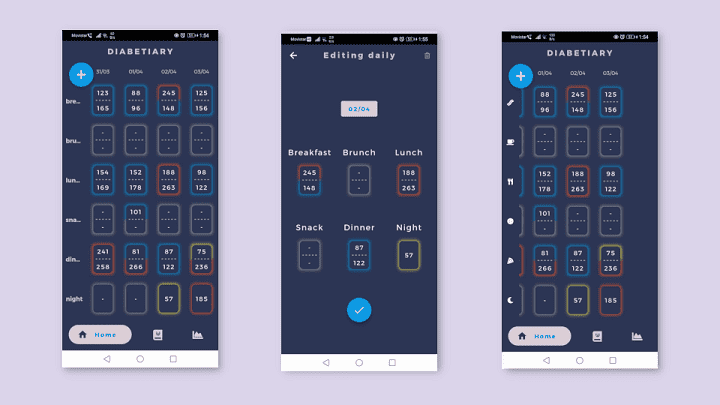 Movistar 1:54
DIABETIARY
31/03 01/04 02/04 03/04
bre... 123 88 245 125
165 96 148 156
bru... - - - -
- - - -
lun... 154 152 188 98
169 178 263 122
sna... - 101 - -
- - - -
din... 241 81 87 75
258 266 122 236
night - - 57 185
Home
Movistar 1:55
Editing daily
02/04
Breakfast Brunch Lunch
245 - 188
148 - 263
Snack Dinner Night
- 87 57
- 122
Movistar 1:54
DIABETIARY
01/04 02/04 03/04
88 245 125
96 148 156
- - -
- - -
152 188 98
178 263 122
101 - -
- - -
81 87 75
266 122 236
- 57 185
Home